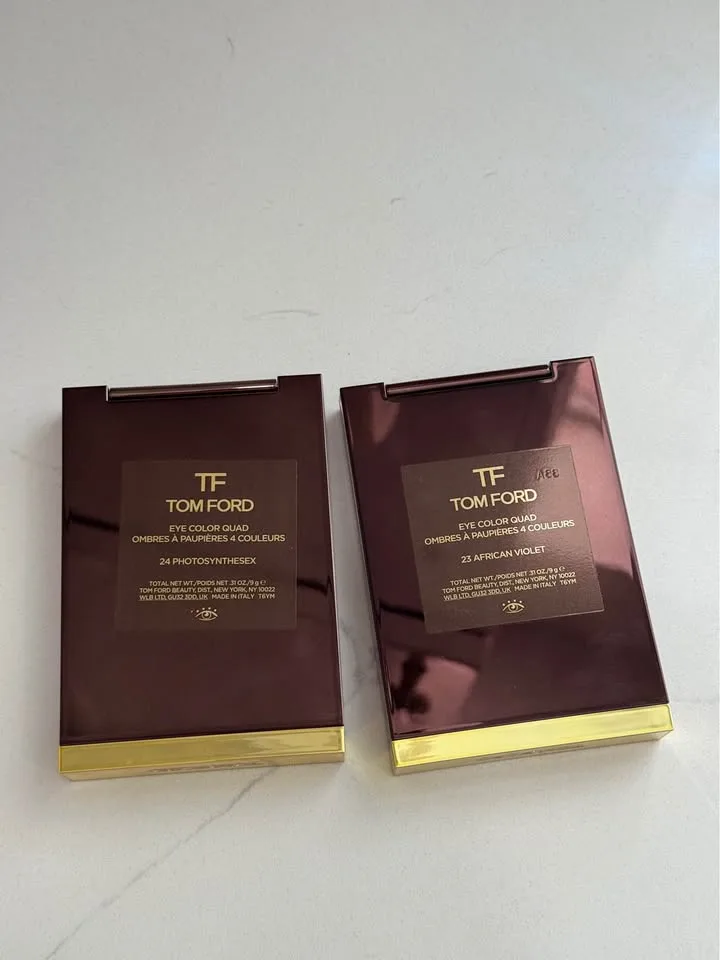 TF
TOM FORD
EYE COLOR QUAD
OMBRES À PAUPIÈRES 4 COULEURS
24 PHOTOSYNTHESEX
TOTAL NET WT./POIDS NET .31 OZ./9 g ℮
TOM FORD BEAUTY, DIST., NEW YORK, NY 10022
WLB LTD, GU32 3DD, UK MADE IN ITALY T6YM
TF
TOM FORD
EYE COLOR QUAD
OMBRES À PAUPIÈRES 4 COULEURS
23 AFRICAN VIOLET
TOTAL NET WT./POIDS NET .31 OZ./9 g ℮
TOM FORD BEAUTY, DIST., NEW YORK, NY 10022
WLB LTD, GU32 3DD, UK MADE IN ITALY T6YM